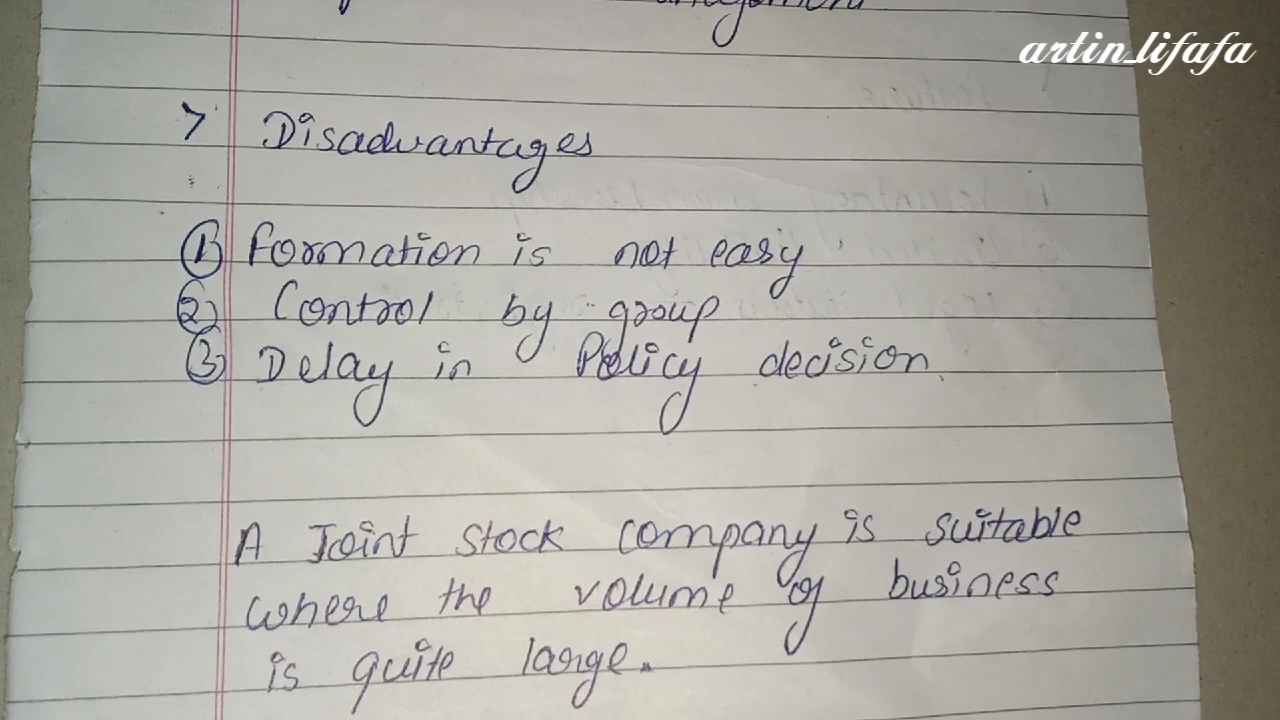 artin_lifafa
> Disadvantages
① Formation is not easy
② Control by group
③ Delay in Policy decision.
A Joint stock company is suitable
where the volume of business
is quite large.